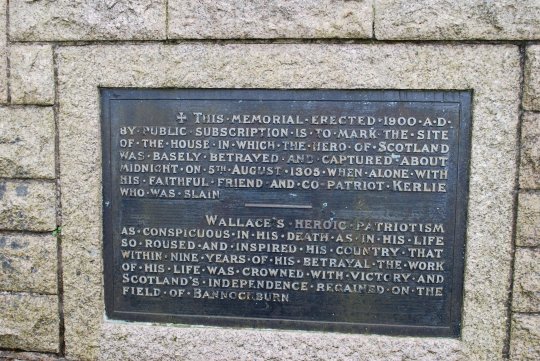 ✠ THIS·MEMORIAL·ERECTED·1900·A.D.
BY·PUBLIC·SUBSCRIPTION·IS·TO·MARK·THE·SITE
OF·THE·HOUSE·IN·WHICH·THE·HERO·OF·SCOTLAND
WAS·BASELY·BETRAYED·AND·CAPTURED·ABOUT
MIDNIGHT·ON·5TH·AUGUST·1305·WHEN·ALONE·WITH
HIS·FAITHFUL·FRIEND·AND·CO-PATRIOT·KERLIE
WHO·WAS·SLAIN
WALLACE'S·HEROIC·PATRIOTISM
AS·CONSPICUOUS·IN·HIS·DEATH·AS·IN·HIS·LIFE
SO·ROUSED·AND·INSPIRED·HIS·COUNTRY·THAT
WITHIN·NINE·YEARS·OF·HIS·BETRAYAL·THE·WORK
OF·HIS·LIFE·WAS·CROWNED·WITH·VICTORY·AND
SCOTLAND'S·INDEPENDENCE·REGAINED·ON·THE
FIELD·OF·BANNOCKBURN